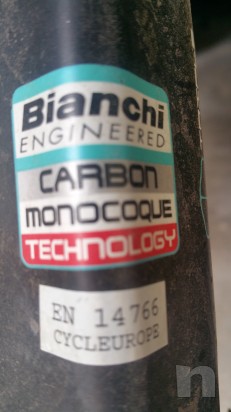 Bianchi
ENGINEERED
CARBON
MONOCOQUE
TECHNOLOGY
EN 14766
CYCLEUROPE
n